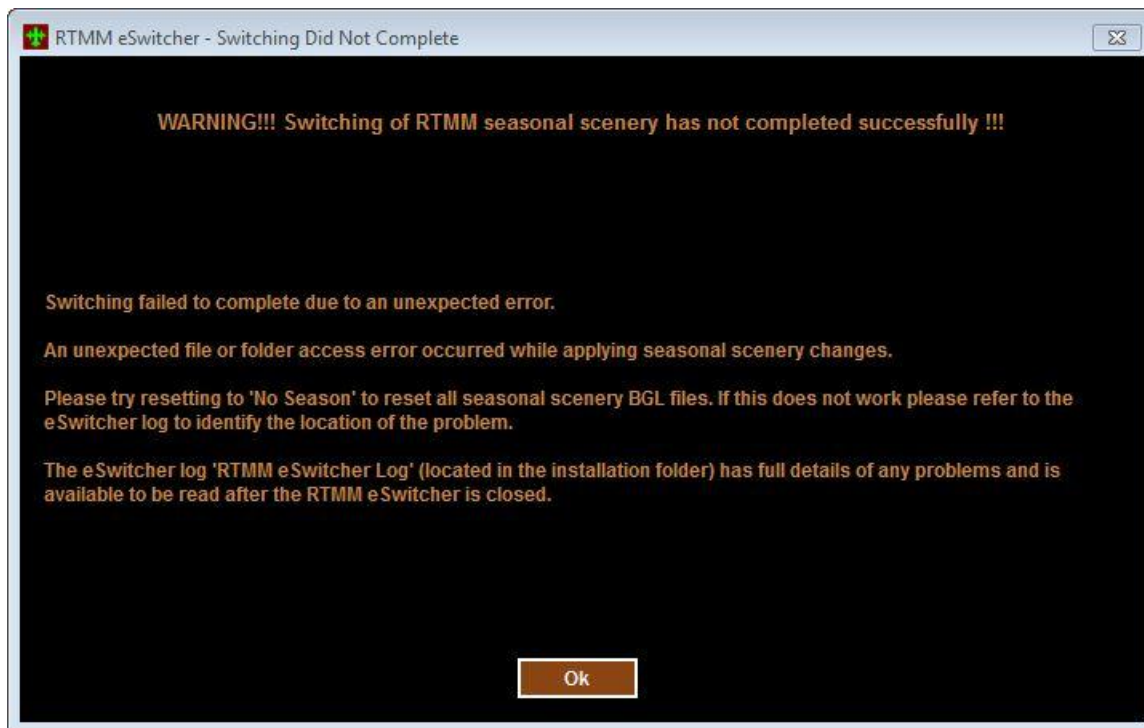 RTMM eSwitcher - Switching Did Not Complete
WARNING!!! Switching of RTMM seasonal scenery has not completed successfully !!!
Switching failed to complete due to an unexpected error.
An unexpected file or folder access error occurred while applying seasonal scenery changes.
Please try resetting to 'No Season' to reset all seasonal scenery BGL files. If this does not work please refer to the
eSwitcher log to identify the location of the problem.
The eSwitcher log 'RTMM eSwitcher Log' (located in the installation folder) has full details of any problems and is
available to be read after the RTMM eSwitcher is closed.
Ok